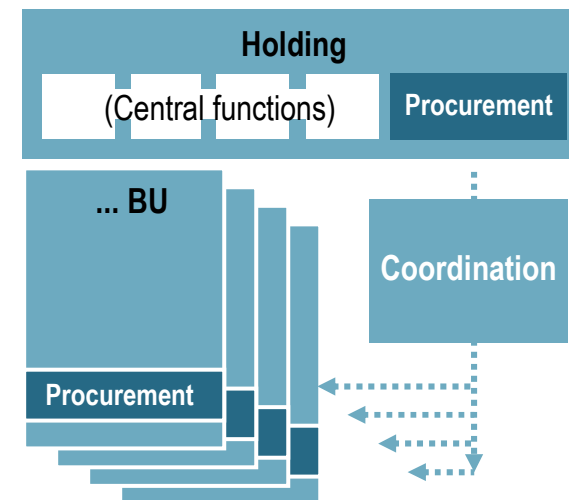 Holding
(Central functions)
Procurement
... BU
Coordination
Procurement